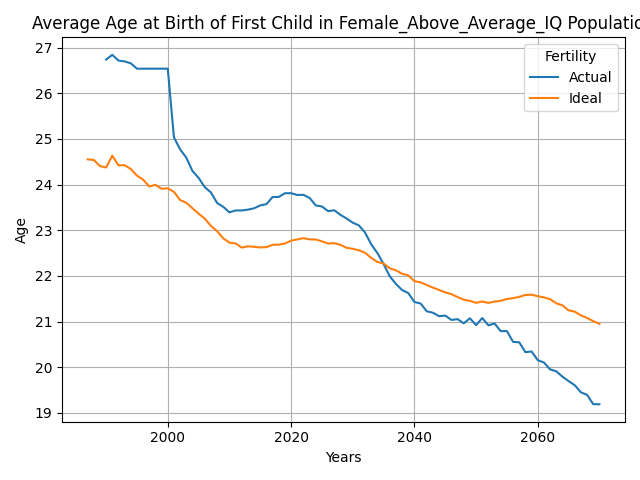 Average Age at Birth of First Child in Female_Above_Average_IQ Populatio
Fertility
Actual
Ideal
27
26
25
24
23
22
21
20
19
Age
2000
2020
2040
2060
Years